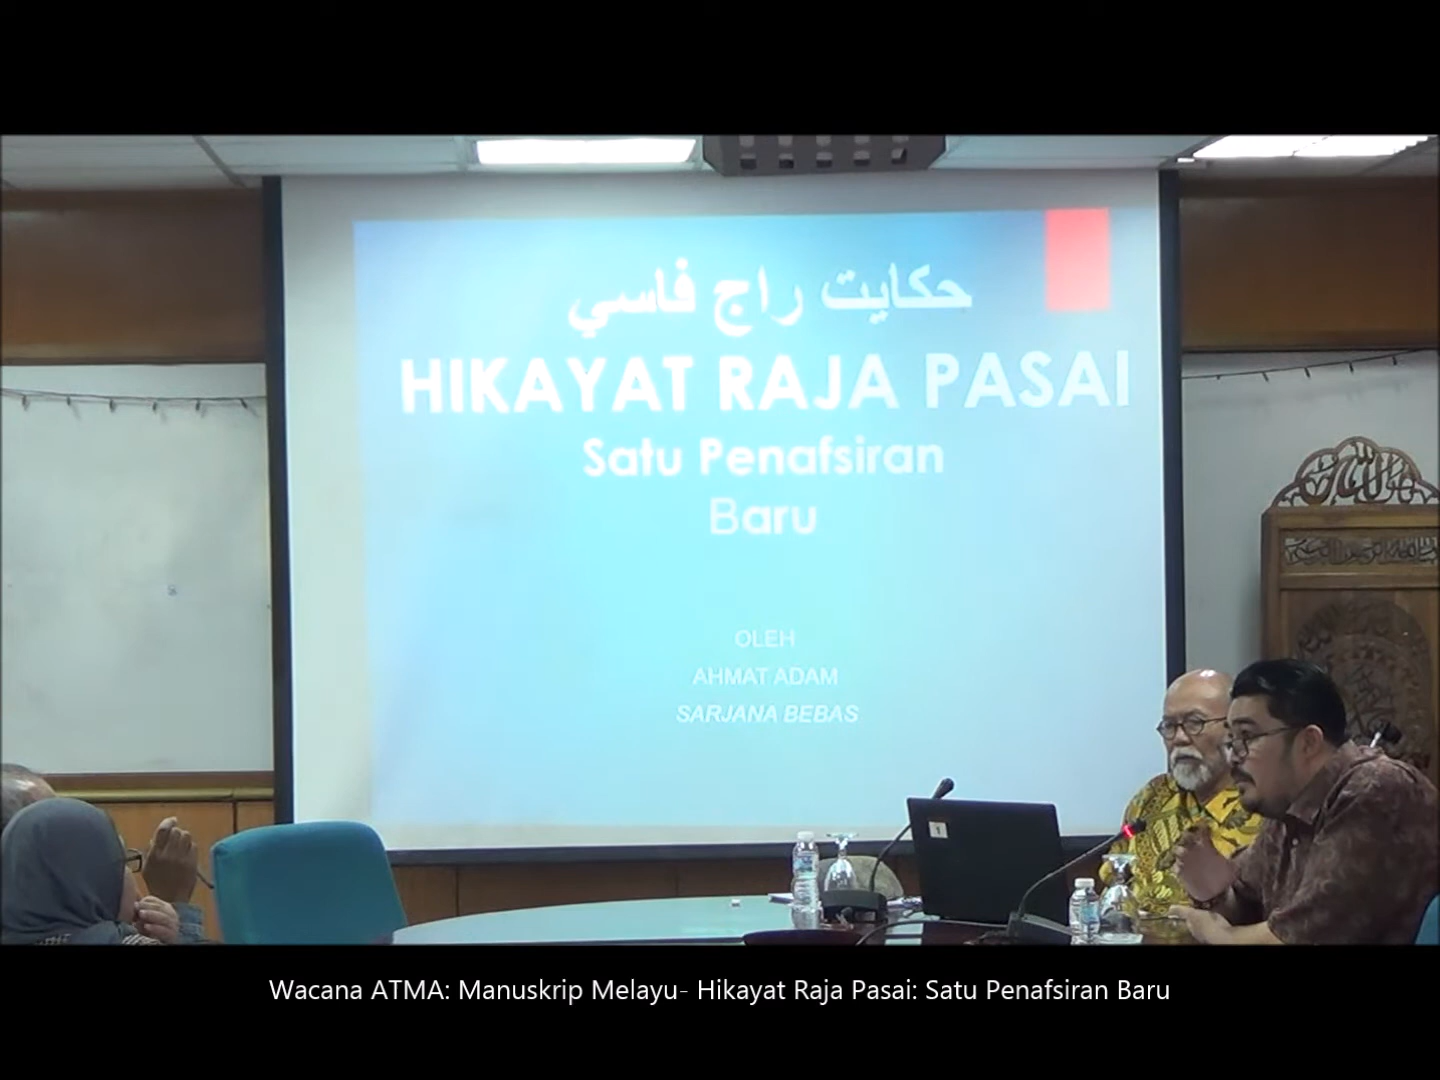 حكايت راج فاسي
HIKAYAT RAJA PASAI
Satu Penafsiran
Baru
OLEH
AHMAT ADAM
SARJANA BEBAS
1
Wacana ATMA: Manuskrip Melayu- Hikayat Raja Pasai: Satu Penafsiran Baru